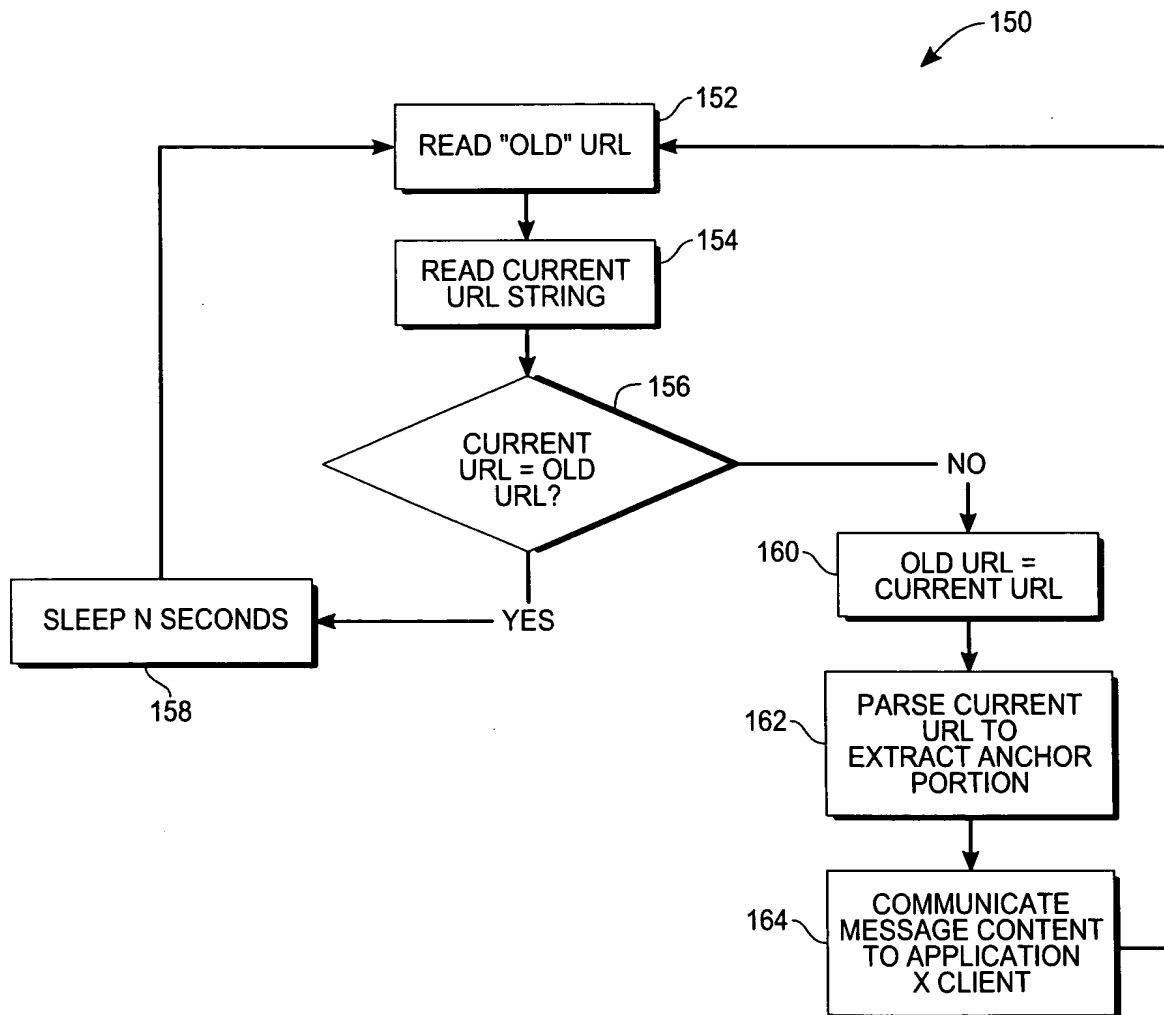 150
152
READ "OLD" URL
154
READ CURRENT
URL STRING
156
CURRENT
URL = OLD
URL?
NO
YES
SLEEP N SECONDS
158
160
OLD URL =
CURRENT URL
162
PARSE CURRENT
URL TO
EXTRACT ANCHOR
PORTION
164
COMMUNICATE
MESSAGE CONTENT
TO APPLICATION
X CLIENT